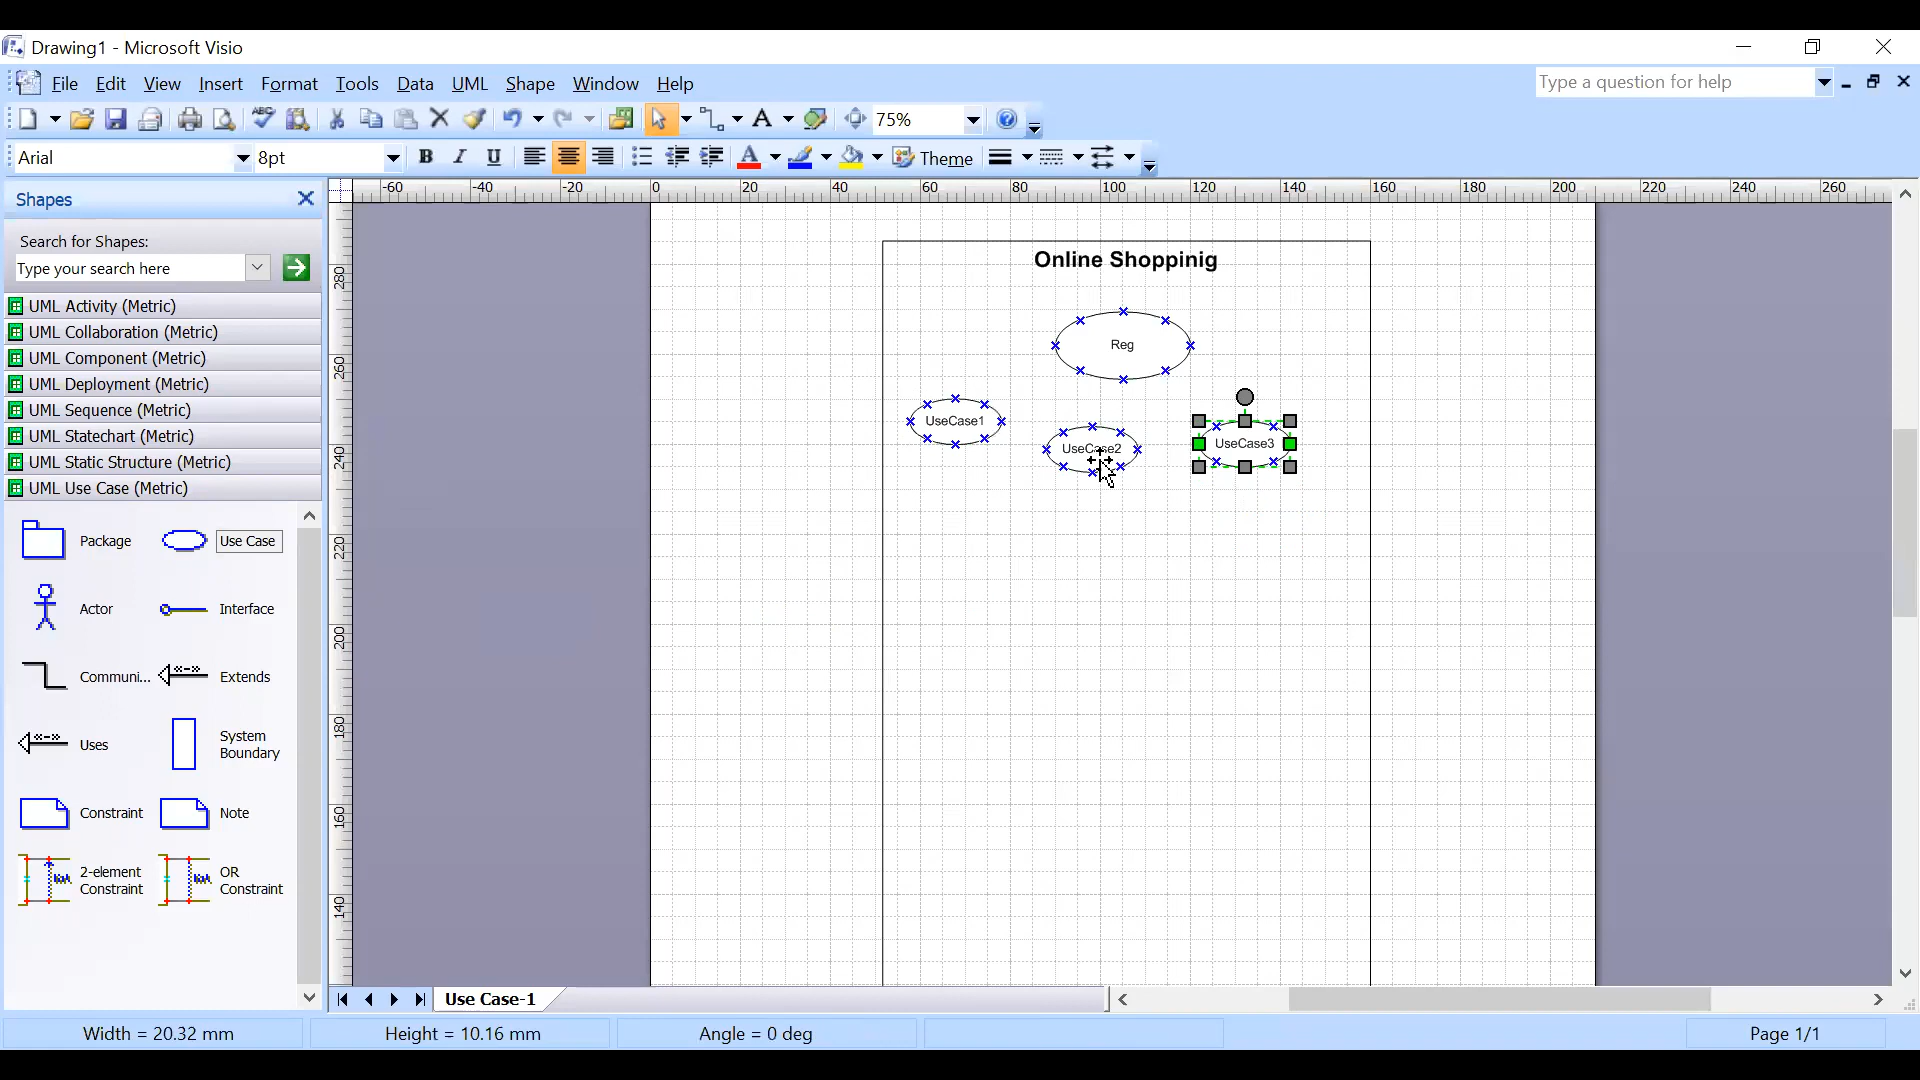 Drawing1 - Microsoft Visio
File Edit View Insert Format Tools Data UML Shape Window Help
Type a question for help
ABC
A
75%
Arial
8pt
B I U
A
Theme
Shapes
-60 -40 -20 0 20 40 60 80 100 120 140 160 180 200 220 240 260
Search for Shapes:
Type your search here
UML Activity (Metric)
UML Collaboration (Metric)
UML Component (Metric)
UML Deployment (Metric)
UML Sequence (Metric)
UML Statechart (Metric)
UML Static Structure (Metric)
UML Use Case (Metric)
Package
Use Case
Actor
Interface
Communi...
Extends
Uses
System
Boundary
Constraint
Note
2-element
Constraint
OR
Constraint
280
260
240
220
200
180
160
140
Online Shoppinig
Reg
UseCase1
UseCase2
UseCase3
Use Case-1
Width = 20.32 mm
Height = 10.16 mm
Angle = 0 deg
Page 1/1